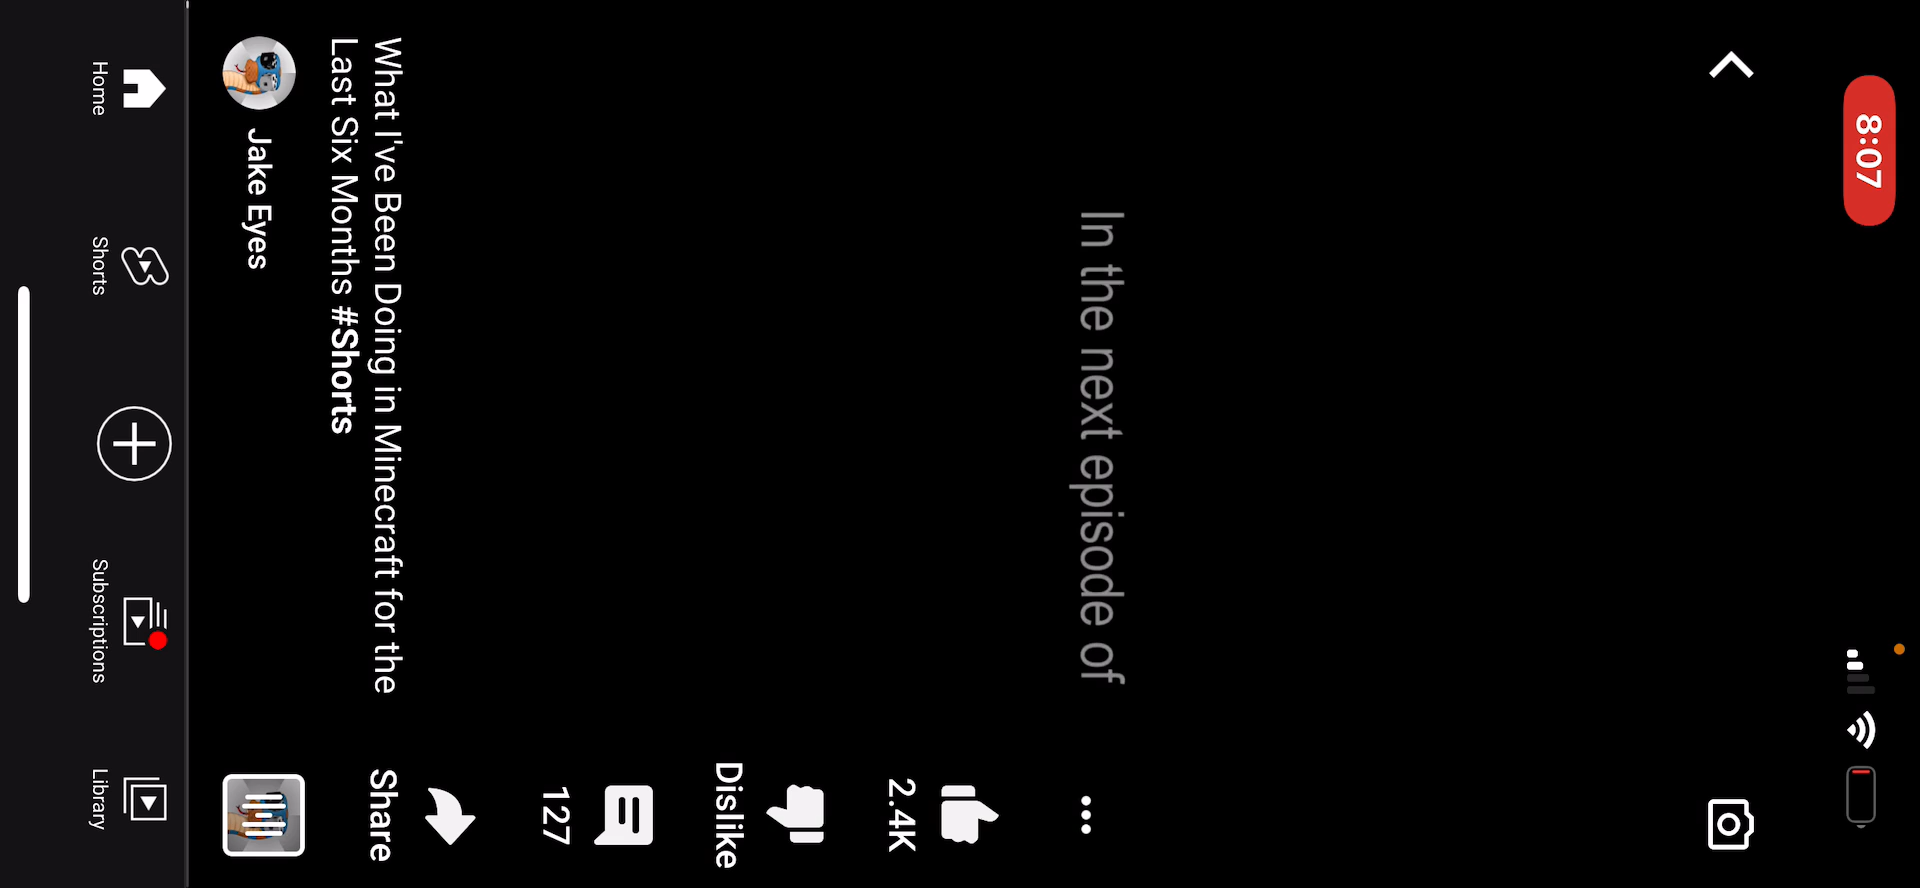 8:07
In the next episode of
2.4K
Dislike
127
Share
What I've Been Doing in Minecraft for the
Last Six Months #Shorts
Jake Eyes
Home
Shorts
Subscriptions
Library